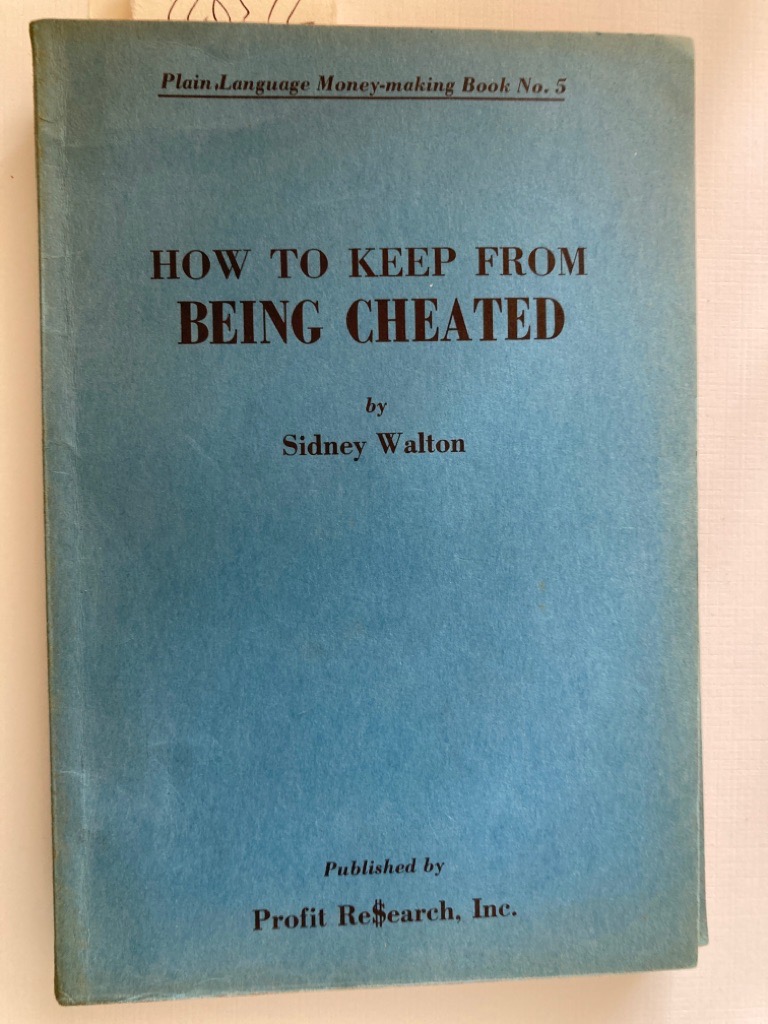 Plain Language Money-making Book No. 5
HOW TO KEEP FROM
BEING CHEATED
by
Sidney Walton
Published by
Profit Re$earch, Inc.